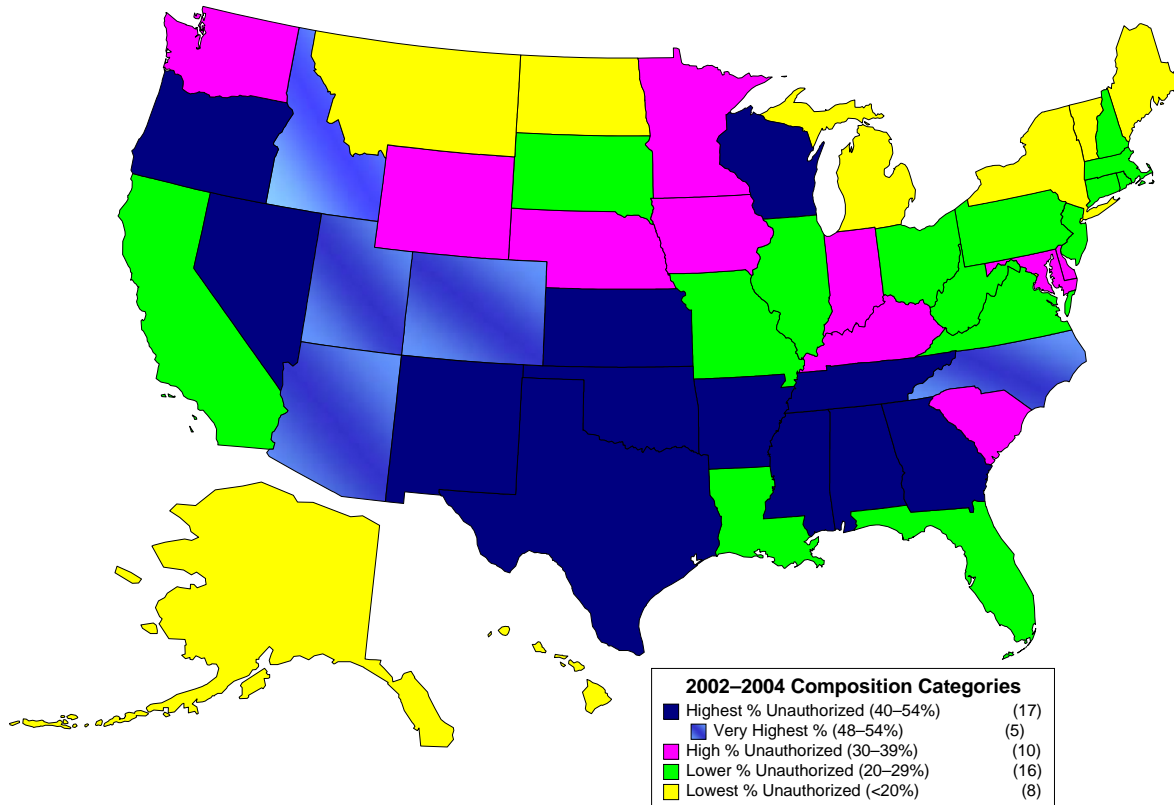 2002–2004 Composition Categories
Highest % Unauthorized (40–54%) (17)
Very Highest % (48–54%) (5)
High % Unauthorized (30–39%) (10)
Lower % Unauthorized (20–29%) (16)
Lowest % Unauthorized (<20%) (8)